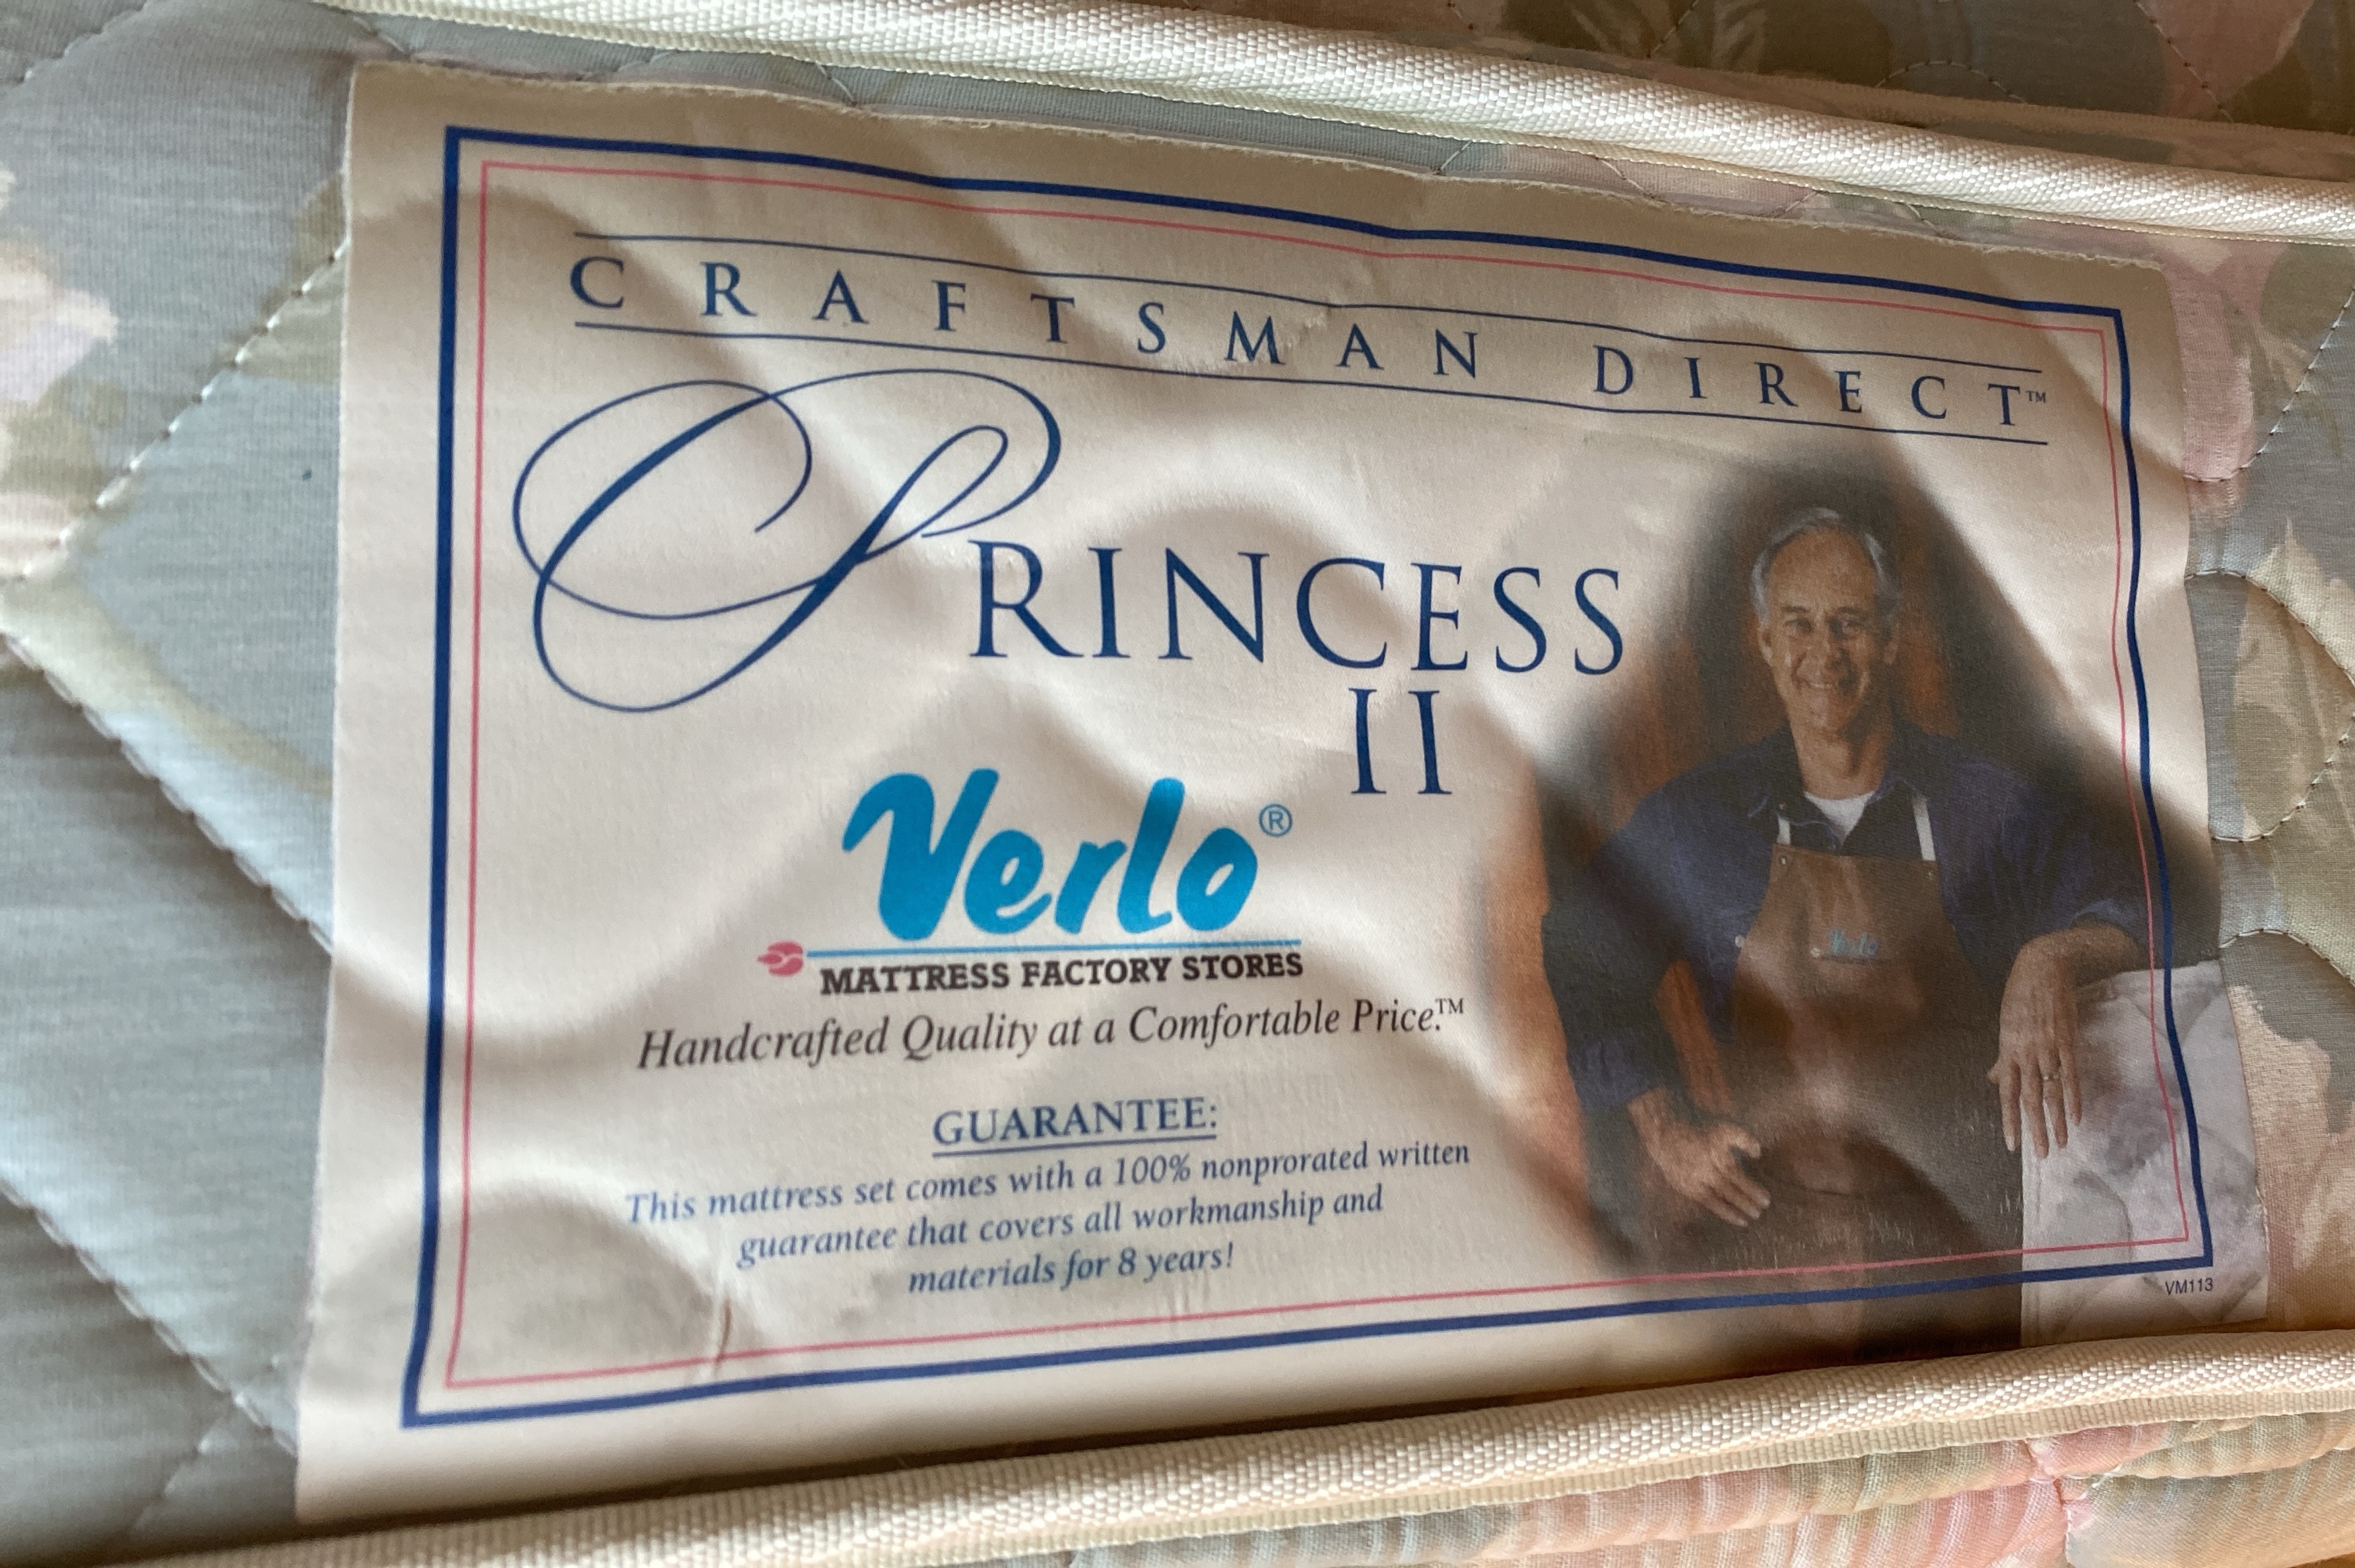 CRAFTSMAN DIRECT™
PRINCESS
II
Verlo®
MATTRESS FACTORY STORES
Handcrafted Quality at a Comfortable Price.™
GUARANTEE:
This mattress set comes with a 100% nonprorated written
guarantee that covers all workmanship and
materials for 8 years!
Verlo
VM113